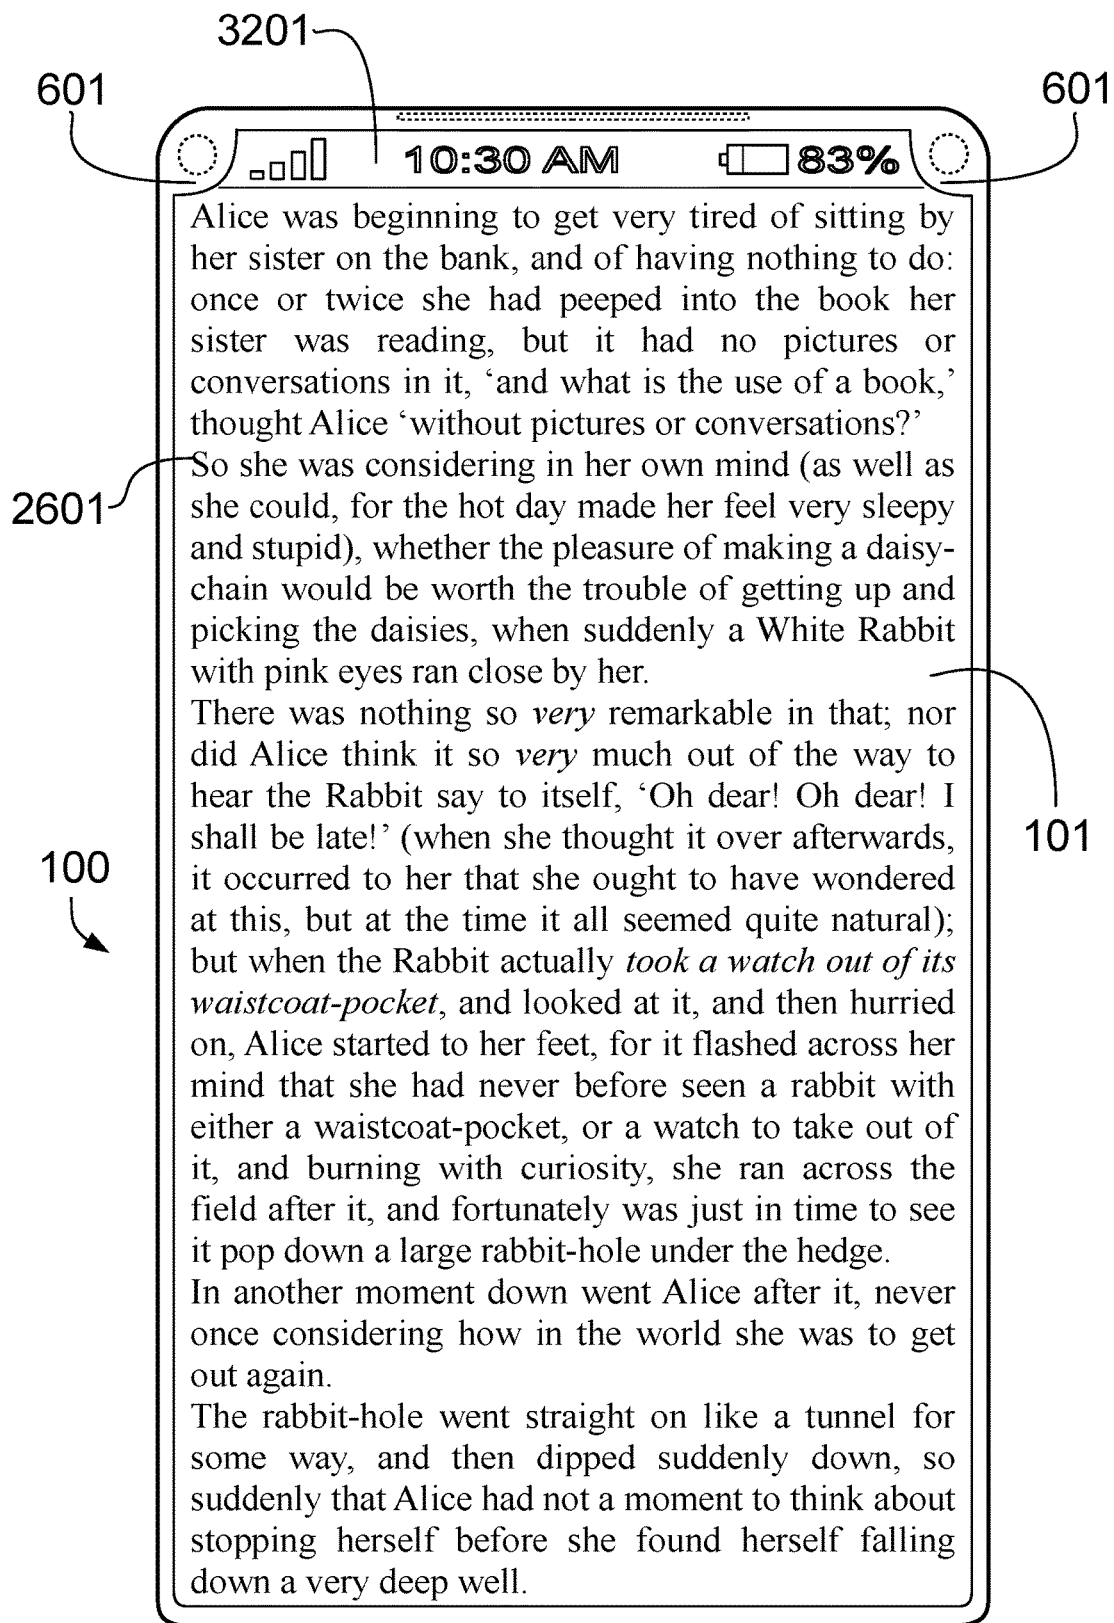 3201
601
601
10:30 AM
83%
Alice was beginning to get very tired of sitting by
her sister on the bank, and of having nothing to do:
once or twice she had peeped into the book her
sister was reading, but it had no pictures or
conversations in it, ‘and what is the use of a book,’
thought Alice ‘without pictures or conversations?’
So she was considering in her own mind (as well as
2601
she could, for the hot day made her feel very sleepy
and stupid), whether the pleasure of making a daisy-
chain would be worth the trouble of getting up and
picking the daisies, when suddenly a White Rabbit
with pink eyes ran close by her.
There was nothing so very remarkable in that; nor
did Alice think it so very much out of the way to
hear the Rabbit say to itself, ‘Oh dear! Oh dear! I
shall be late!’ (when she thought it over afterwards,
101
100
it occurred to her that she ought to have wondered
at this, but at the time it all seemed quite natural);
but when the Rabbit actually took a watch out of its
waistcoat-pocket, and looked at it, and then hurried
on, Alice started to her feet, for it flashed across her
mind that she had never before seen a rabbit with
either a waistcoat-pocket, or a watch to take out of
it, and burning with curiosity, she ran across the
field after it, and fortunately was just in time to see
it pop down a large rabbit-hole under the hedge.
In another moment down went Alice after it, never
once considering how in the world she was to get
out again.
The rabbit-hole went straight on like a tunnel for
some way, and then dipped suddenly down, so
suddenly that Alice had not a moment to think about
stopping herself before she found herself falling
down a very deep well.